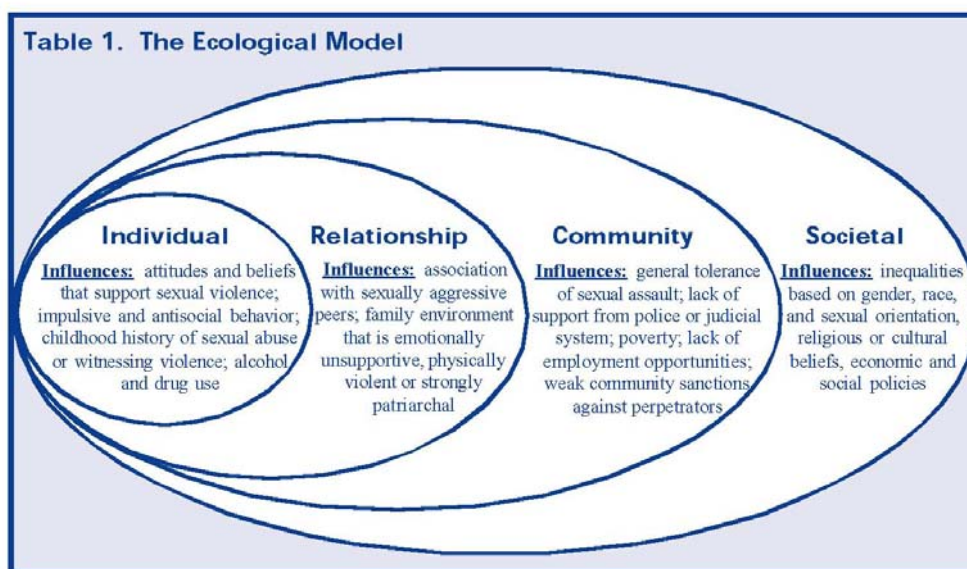 Table 1. The Ecological Model
Individual
Influences: attitudes and beliefs
that support sexual violence;
impulsive and antisocial behavior;
childhood history of sexual abuse
or witnessing violence; alcohol
and drug use
Relationship
Influences: association
with sexually aggressive
peers; family environment
that is emotionally
unsupportive, physically
violent or strongly
patriarchal
Community
Influences: general tolerance
of sexual assault; lack of
support from police or judicial
system; poverty; lack of
employment opportunities;
weak community sanctions
against perpetrators
Societal
Influences: inequalities
based on gender, race,
and sexual orientation,
religious or cultural
beliefs, economic and
social policies